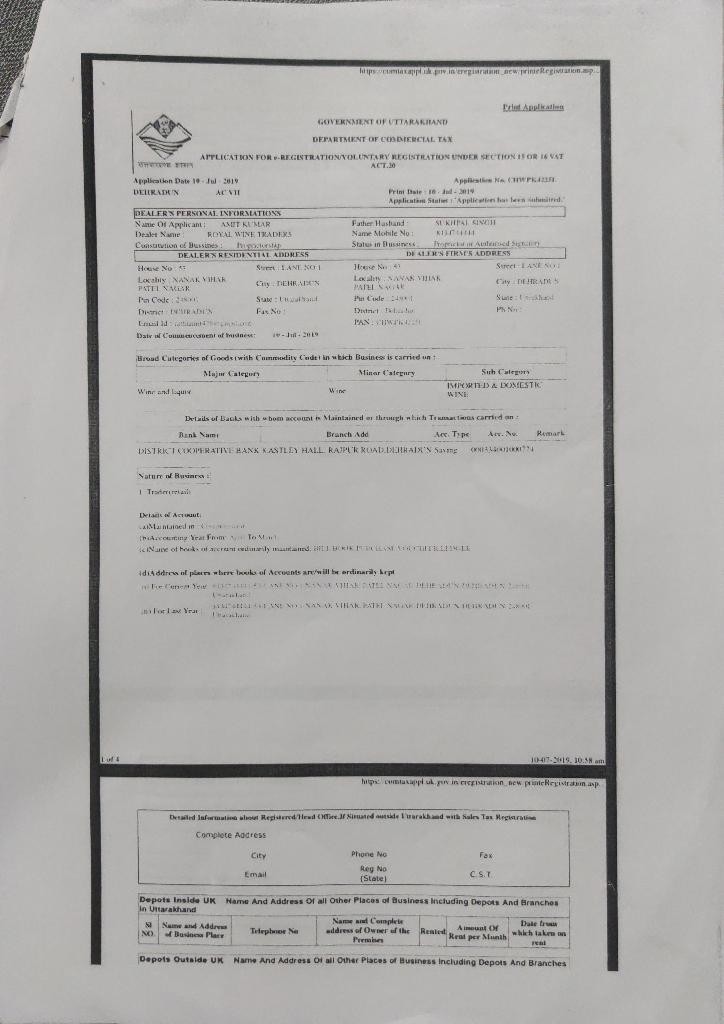 https://comtaxappl.uk.gov.in/eregistration_new/printeRegistration.asp...
Print Application
GOVERNMENT OF UTTARAKHAND
DEPARTMENT OF COMMERCIAL TAX
APPLICATION FOR e-REGISTRATION/VOLUNTARY REGISTRATION UNDER SECTION 15 OR 16 VAT
ACT.20
Application Date 10 - Jul - 2019 Application No.
DEHRADUN AC VII Print Date : 10 - Jul - 2019
Application Status : 'Application has been submitted.'
DEALER'S PERSONAL INFORMATIONS
Name Of Applicant : AMIT KUMAR Father/Husband : SUKHPAL SINGH
Dealer Name : ROYAL WINE TRADERS Name Mobile No :
Constitution of Bussines : Proprietorship Status in Bussiness : Proprietor or Authorised Signatory
DEALER'S RESIDENTIAL ADDRESS DEALER'S FIRM'S ADDRESS
House No : 53 Street : LANE NO 1 House No : 53 Street : LANE NO 1
Locality : NANAK VIHAR City : DEHRADUN Locality : NANAK VIHAR City : DEHRADUN
PATEL NAGAR PATEL NAGAR
Pin Code : 248001 State : Uttarakhand Pin Code : 248001 State : Uttarakhand
District : DEHRADUN Fax No : District : Dehradun Ph No :
Email Id : PAN :
Date of Commencement of business: 10 - Jul - 2019
Broad Categories of Goods (with Commodity Code) in which Business is carried on :
Major Category Minor Category Sub Category
Wine and liquor Wine IMPORTED & DOMESTIC
WINE
Details of Banks with whom account is Maintained or through which Transactions carried on :
Bank Name Branch Add Acc. Type Acc. No. Remark
DISTRICT COOPERATIVE BANK KASTLEY HALL, RAJPUR ROAD,DEHRADUN Saving 000334001000774
Nature of Business :
1 Trader(retail)
Details of Account:
(a)Maintained in :
(b)Accounting Year From: April To March
(c)Name of books of account ordinarily maintained: BILL BOOK PURCHASE VOUCHER LEDGER
(d)Address of places where books of Accounts are/will be ordinarily kept
(i) For Current Year : LANE NO 1 NANAK VIHAR PATEL NAGAR DEHRADUN DEHRADUN 248001
Uttarakhand
(ii) For Last Year : LANE NO 1 NANAK VIHAR PATEL NAGAR DEHRADUN DEHRADUN 248001
Uttarakhand
1 of 4 10-07-2019, 10:58 am
https://comtaxappl.uk.gov.in/eregistration_new/printeRegistration.asp...
Detailed Information about Registered/Head Office.If Situated outside Uttarakhand with Sales Tax Registration
Complete Address
City Phone No Fax
Email Reg No C.S.T.
(State)
Depots Inside UK Name And Address Of all Other Places of Business Including Depots And Branches
in Uttarakhand
Sl NO. Name and Address of Business Place Telephone No Name and Complete address of Owner of the Premises Rented Amount Of Rent per Month Date from which taken on rent
Depots Outside UK Name And Address Of all Other Places of Business Including Depots And Branches